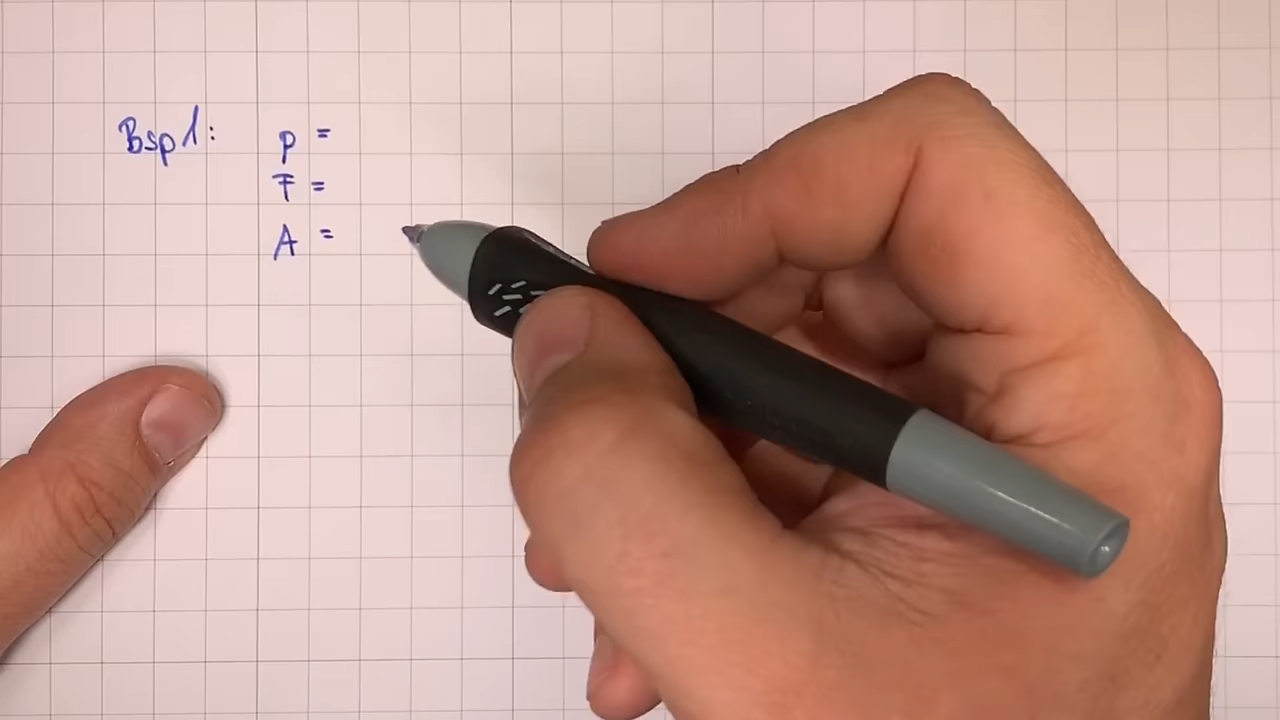 Bsp 1: p =
F =
A =